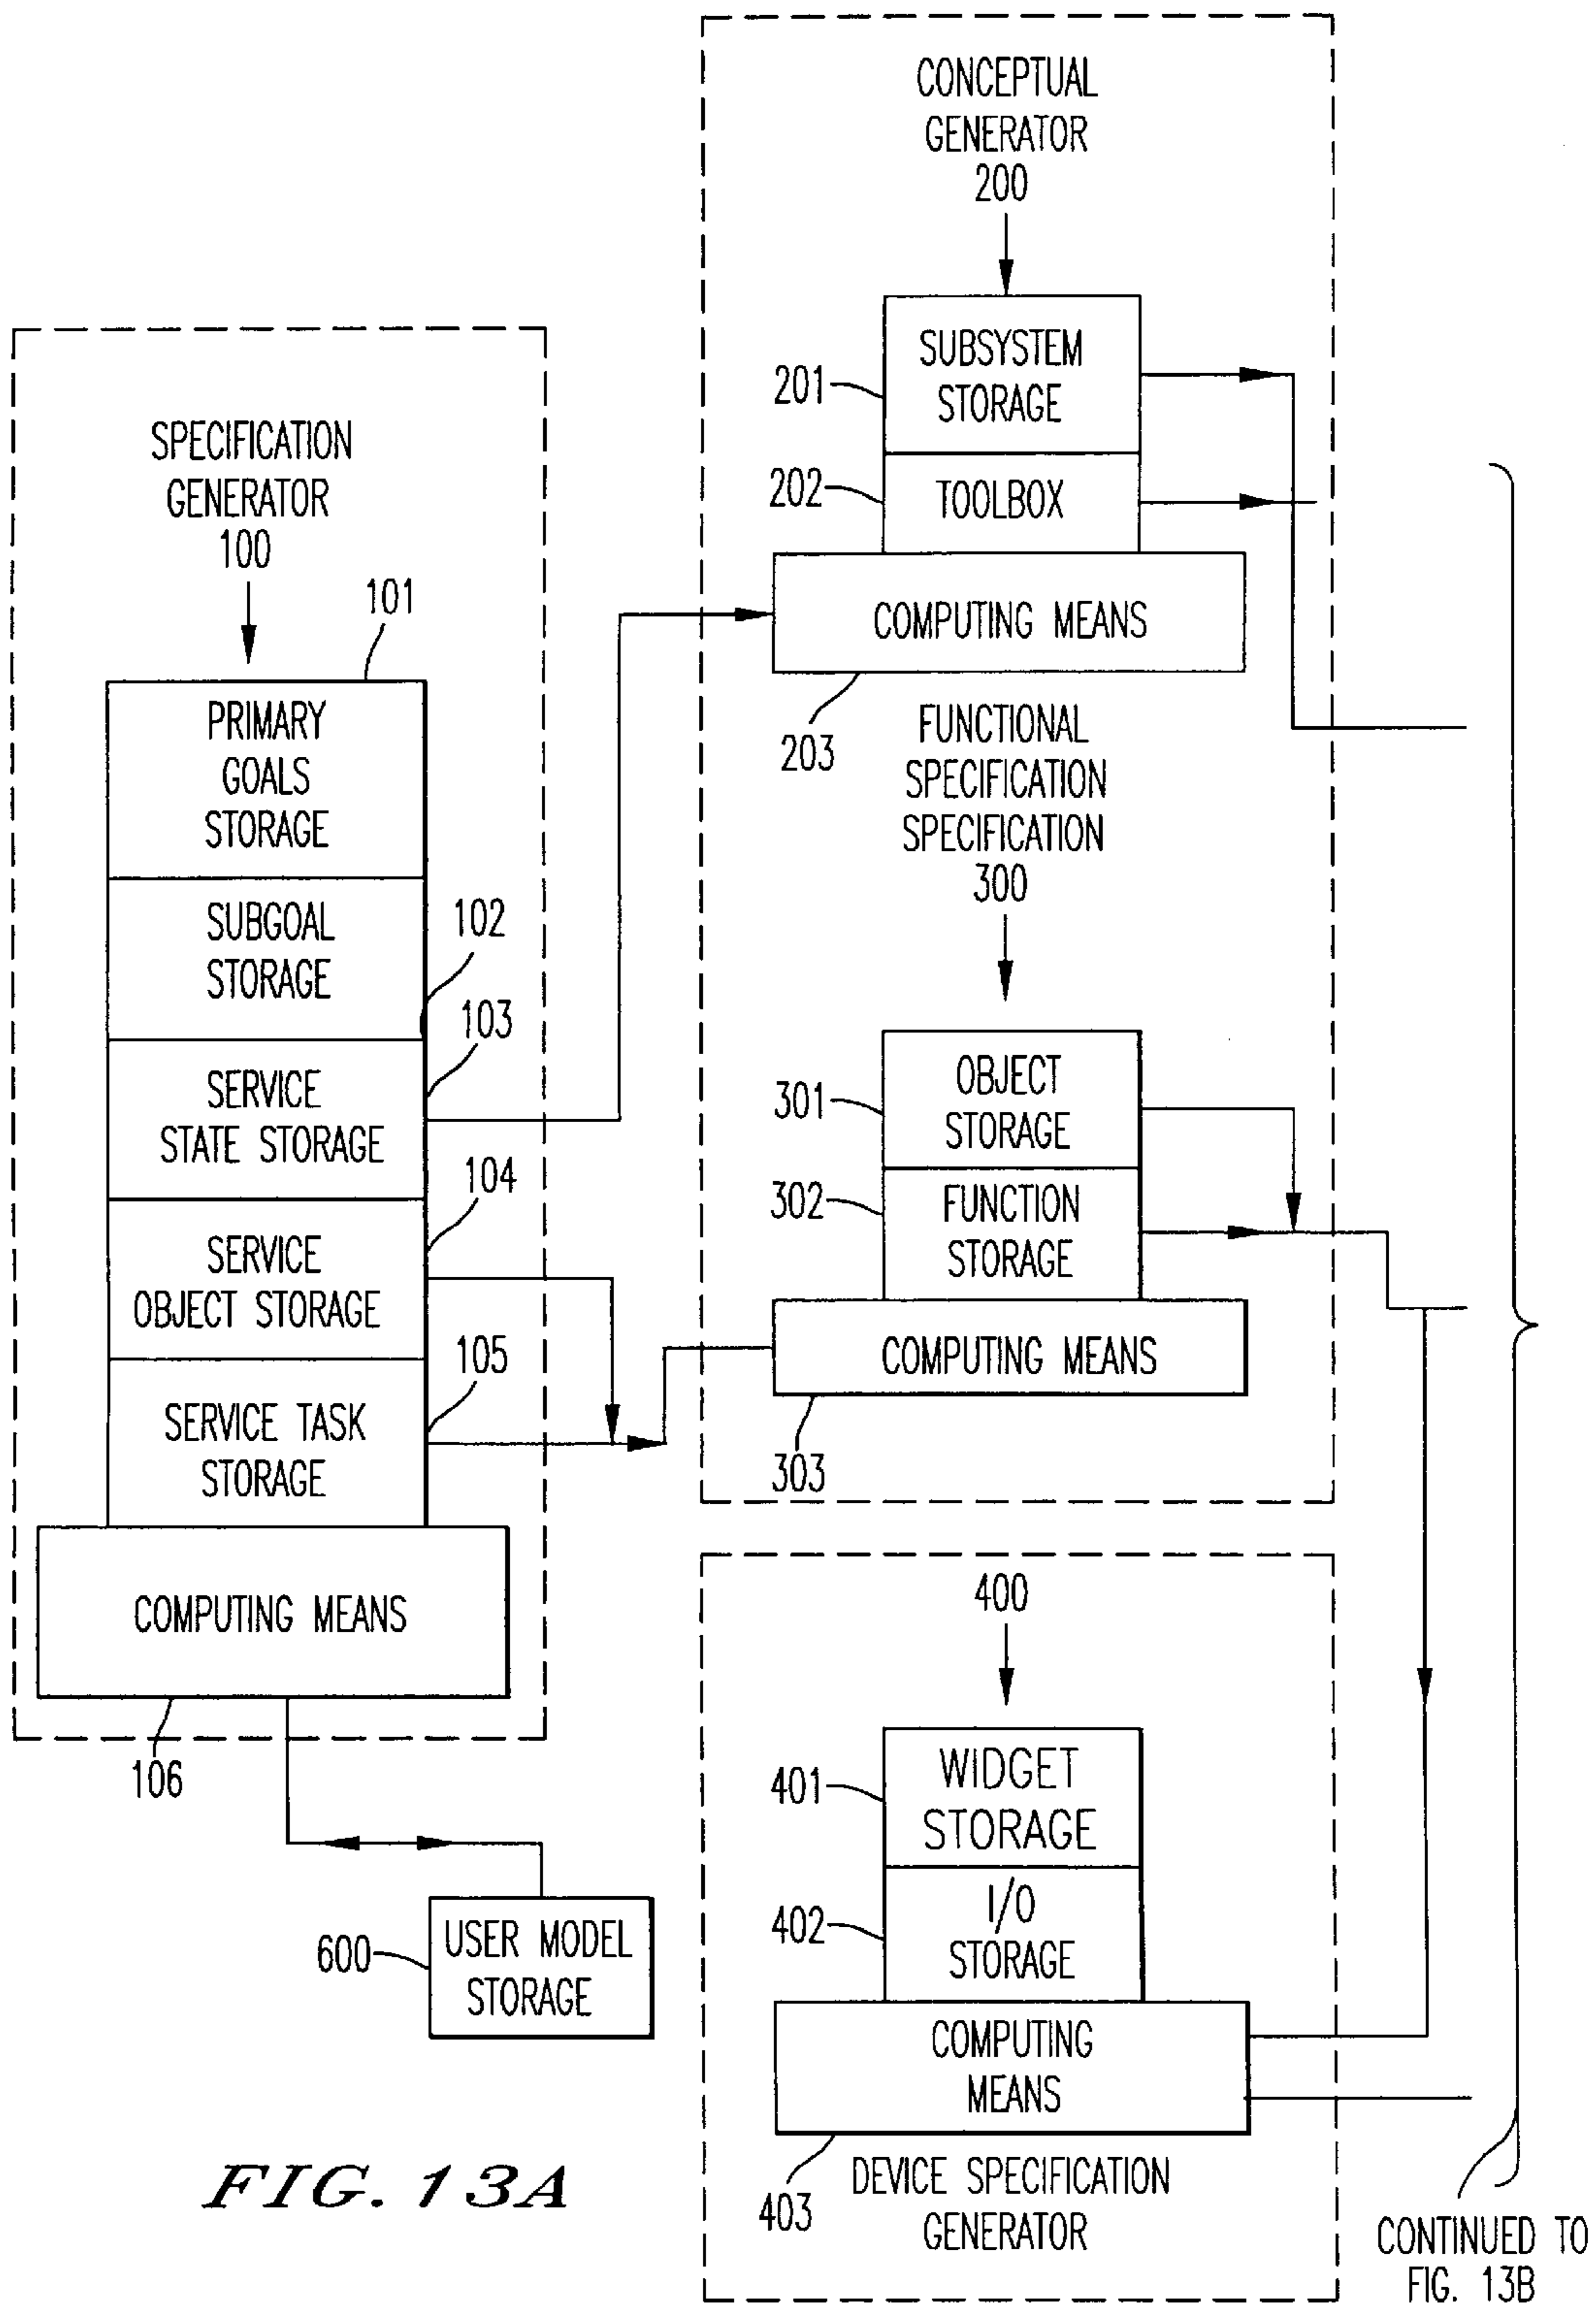 SPECIFICATION
GENERATOR
100
101
PRIMARY
GOALS
STORAGE
SUBGOAL
STORAGE
102
103
SERVICE
STATE STORAGE
104
SERVICE
OBJECT STORAGE
105
SERVICE TASK
STORAGE
COMPUTING MEANS
106
600
USER MODEL
STORAGE
CONCEPTUAL
GENERATOR
200
201
SUBSYSTEM
STORAGE
202
TOOLBOX
COMPUTING MEANS
203
FUNCTIONAL
SPECIFICATION
SPECIFICATION
300
301
OBJECT
STORAGE
302
FUNCTION
STORAGE
COMPUTING MEANS
303
400
401
WIDGET
STORAGE
402
I/O
STORAGE
COMPUTING
MEANS
403
DEVICE SPECIFICATION
GENERATOR
CONTINUED TO
FIG. 13B
FIG. 13A